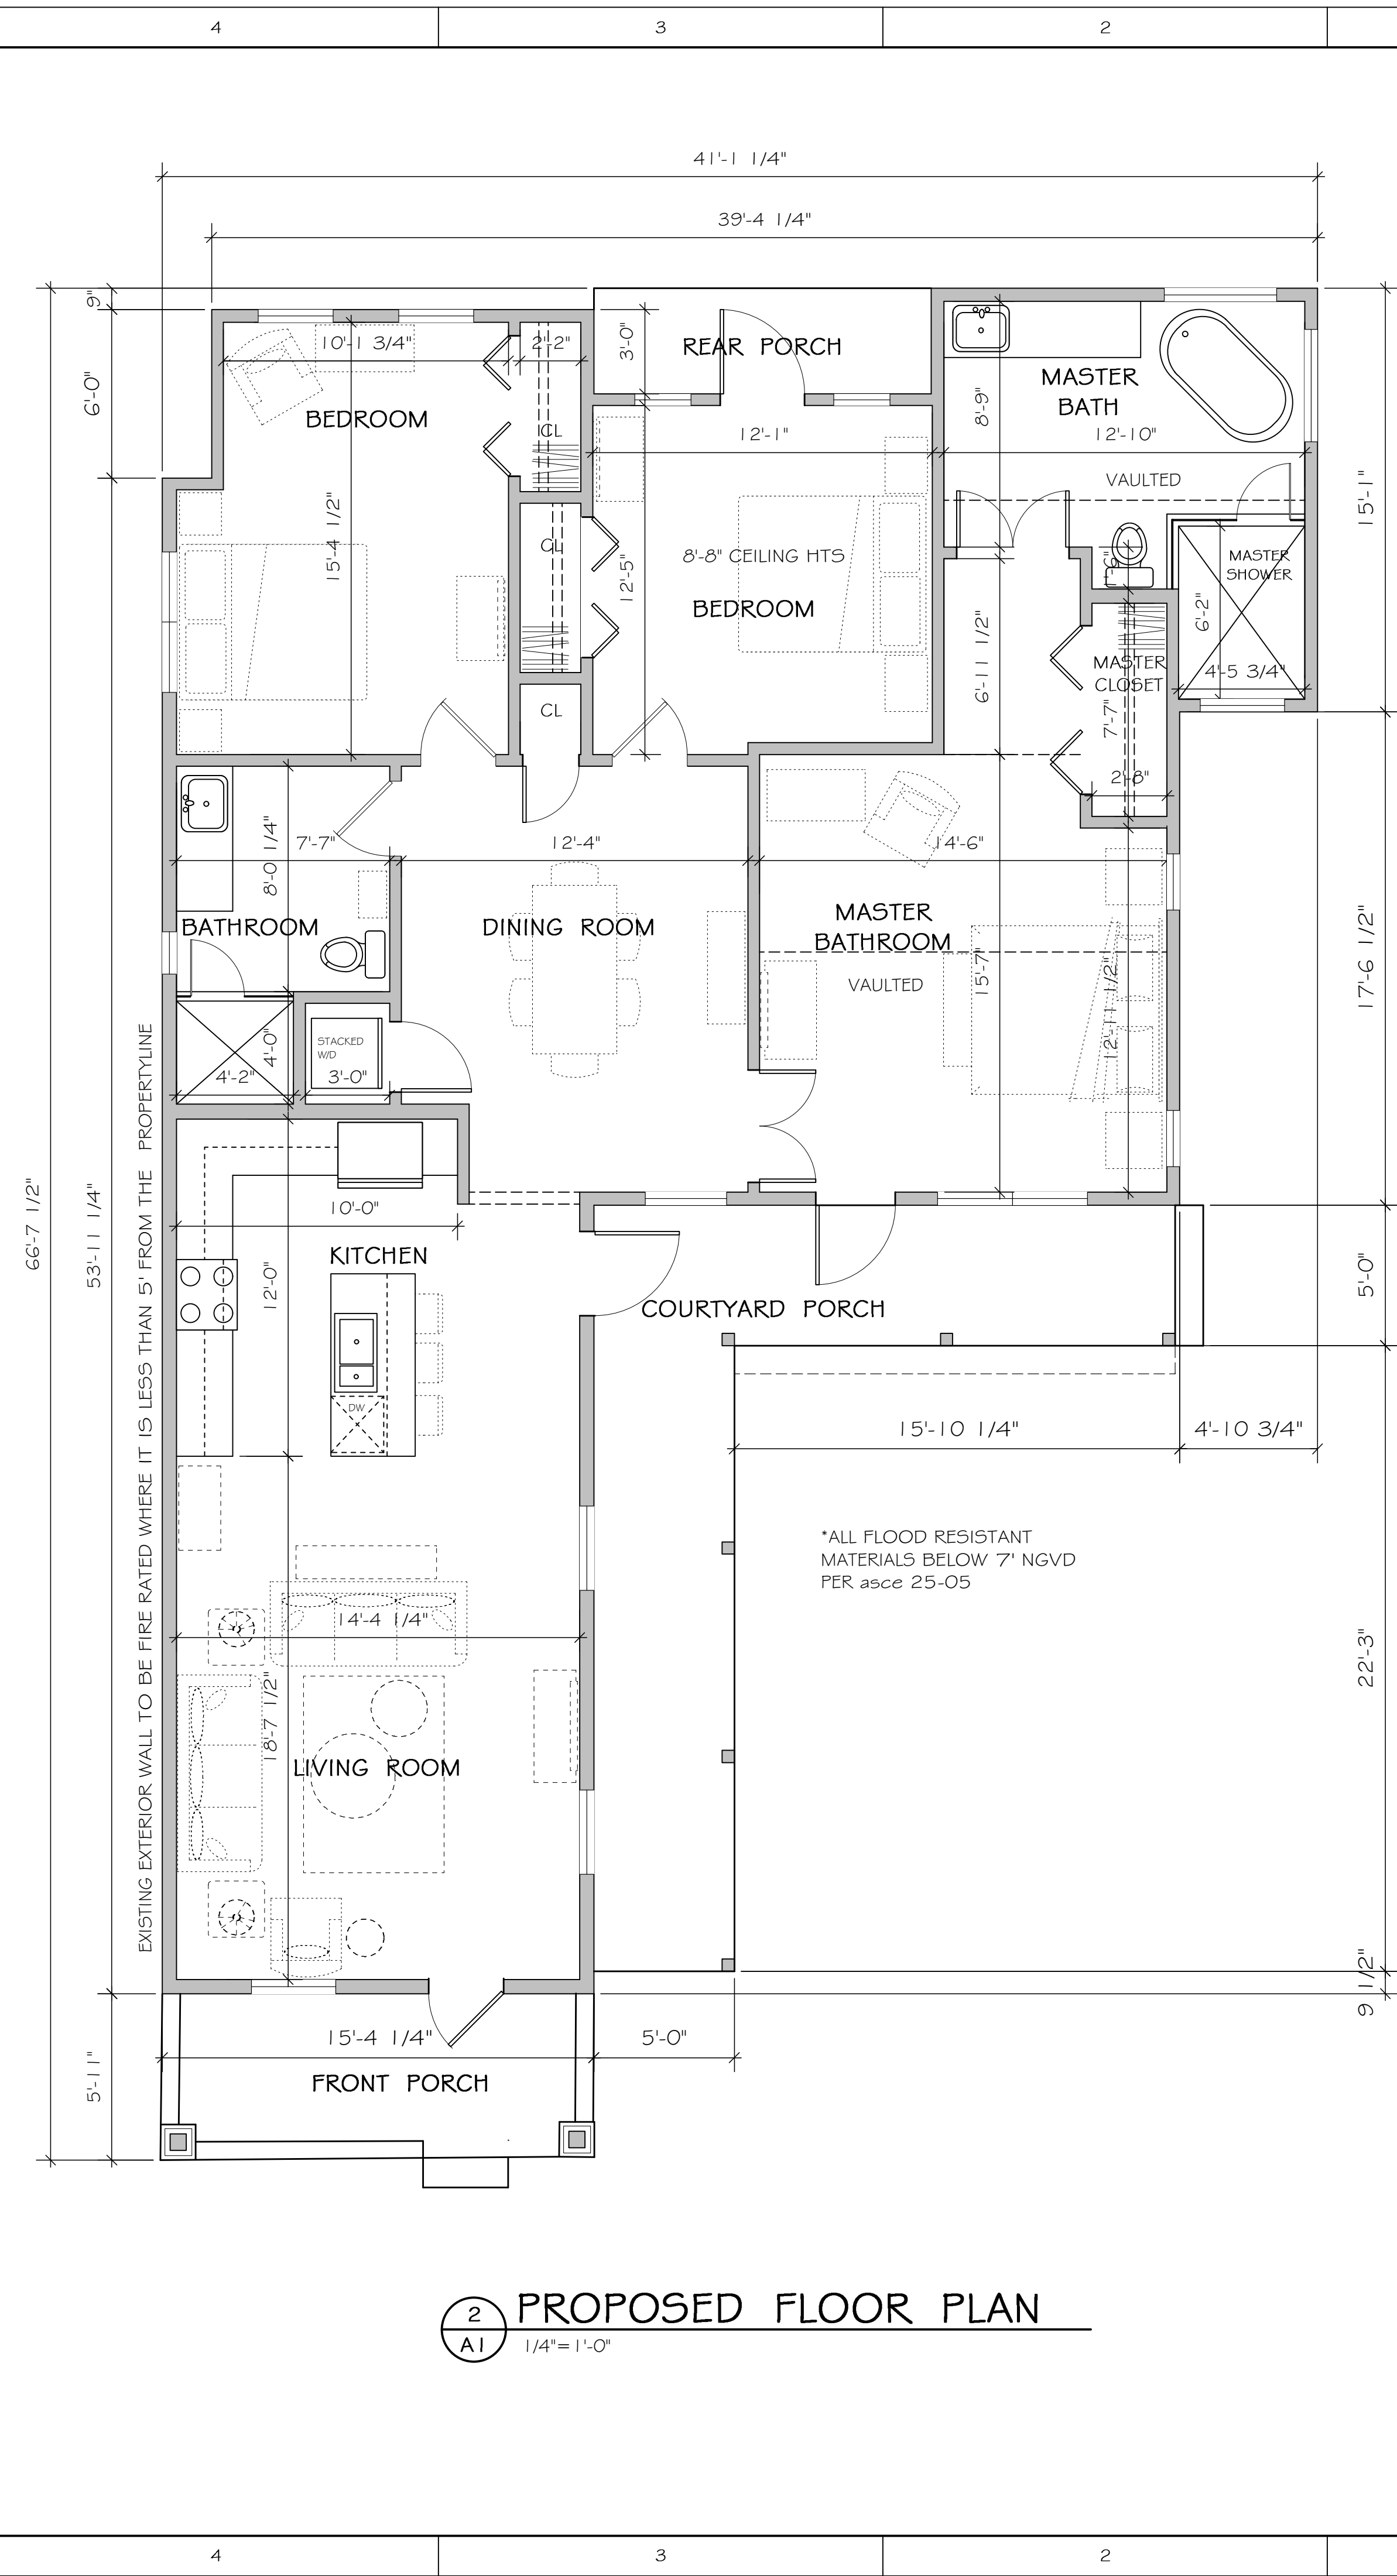 4 3 2
41'-1 1/4"
39'-4 1/4"
9"
6'-0"
10'-1 3/4"
2'-2"
3'-0"
REAR PORCH
MASTER
BATH
8'-9"
BEDROOM
CL
12'-1"
12'-10"
VAULTED
15'-1"
15'-4 1/2"
CL
12'-5"
8'-8" CEILING HTS
BEDROOM
MASTER
SHOWER
6'-2"
4'-5 3/4"
6'-11 1/2"
MASTER
CLOSET
7'-7"
CL
2'-8"
8'-0 1/4"
7'-7"
12'-4"
14'-6"
BATHROOM
DINING ROOM
MASTER
BATHROOM
VAULTED
15'-7"
12'-11 1/2"
17'-6 1/2"
4'-0"
4'-2"
STACKED
W/D
3'-0"
66'-7 1/2"
53'-11 1/4"
EXISTING EXTERIOR WALL TO BE FIRE RATED WHERE IT IS LESS THAN 5' FROM THE PROPERTYLINE
10'-0"
KITCHEN
12'-0"
COURTYARD PORCH
5'-0"
DW
15'-10 1/4"
4'-10 3/4"
*ALL FLOOD RESISTANT
MATERIALS BELOW 7' NGVD
PER asce 25-05
14'-4 1/4"
18'-7 1/2"
LIVING ROOM
22'-3"
9 1/2"
15'-4 1/4"
5'-0"
5'-11"
FRONT PORCH
2
A1
PROPOSED FLOOR PLAN
1/4"=1'-0"
4 3 2